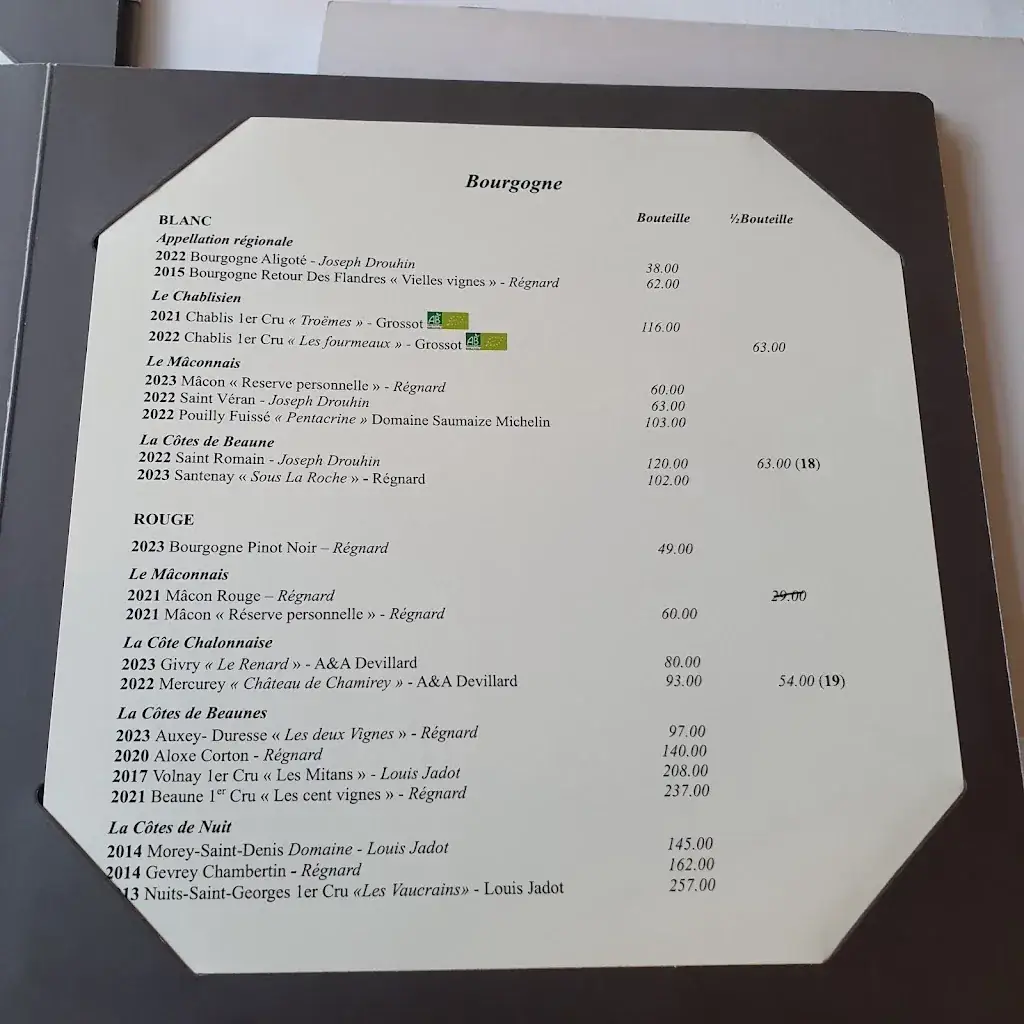 Bourgogne
BLANC Bouteille ½Bouteille
Appellation régionale
2022 Bourgogne Aligoté - Joseph Drouhin 38.00
2015 Bourgogne Retour Des Flandres « Vielles vignes » - Régnard 62.00
Le Chablisien
2021 Chablis 1er Cru « Troëmes » - Grossot AB 116.00
2022 Chablis 1er Cru « Les fourmeaux » - Grossot AB 63.00
Le Mâconnais
2023 Mâcon « Reserve personnelle » - Régnard 60.00
2022 Saint Véran - Joseph Drouhin 63.00
2022 Pouilly Fuissé « Pentacrine » Domaine Saumaize Michelin 103.00
La Côtes de Beaune
2022 Saint Romain - Joseph Drouhin 120.00 63.00 (18)
2023 Santenay « Sous La Roche » - Régnard 102.00
ROUGE
2023 Bourgogne Pinot Noir – Régnard 49.00
Le Mâconnais
2021 Mâcon Rouge – Régnard 29.00
2021 Mâcon « Réserve personnelle » - Régnard 60.00
La Côte Chalonnaise
2023 Givry « Le Renard » - A&A Devillard 80.00
2022 Mercurey « Château de Chamirey » - A&A Devillard 93.00 54.00 (19)
La Côtes de Beaunes
2023 Auxey- Duresse « Les deux Vignes » - Régnard 97.00
2020 Aloxe Corton - Régnard 140.00
2017 Volnay 1er Cru « Les Mitans » - Louis Jadot 208.00
2021 Beaune 1er Cru « Les cent vignes » - Régnard 237.00
La Côtes de Nuit
2014 Morey-Saint-Denis Domaine - Louis Jadot 145.00
2014 Gevrey Chambertin - Régnard 162.00
13 Nuits-Saint-Georges 1er Cru «Les Vaucrains» - Louis Jadot 257.00